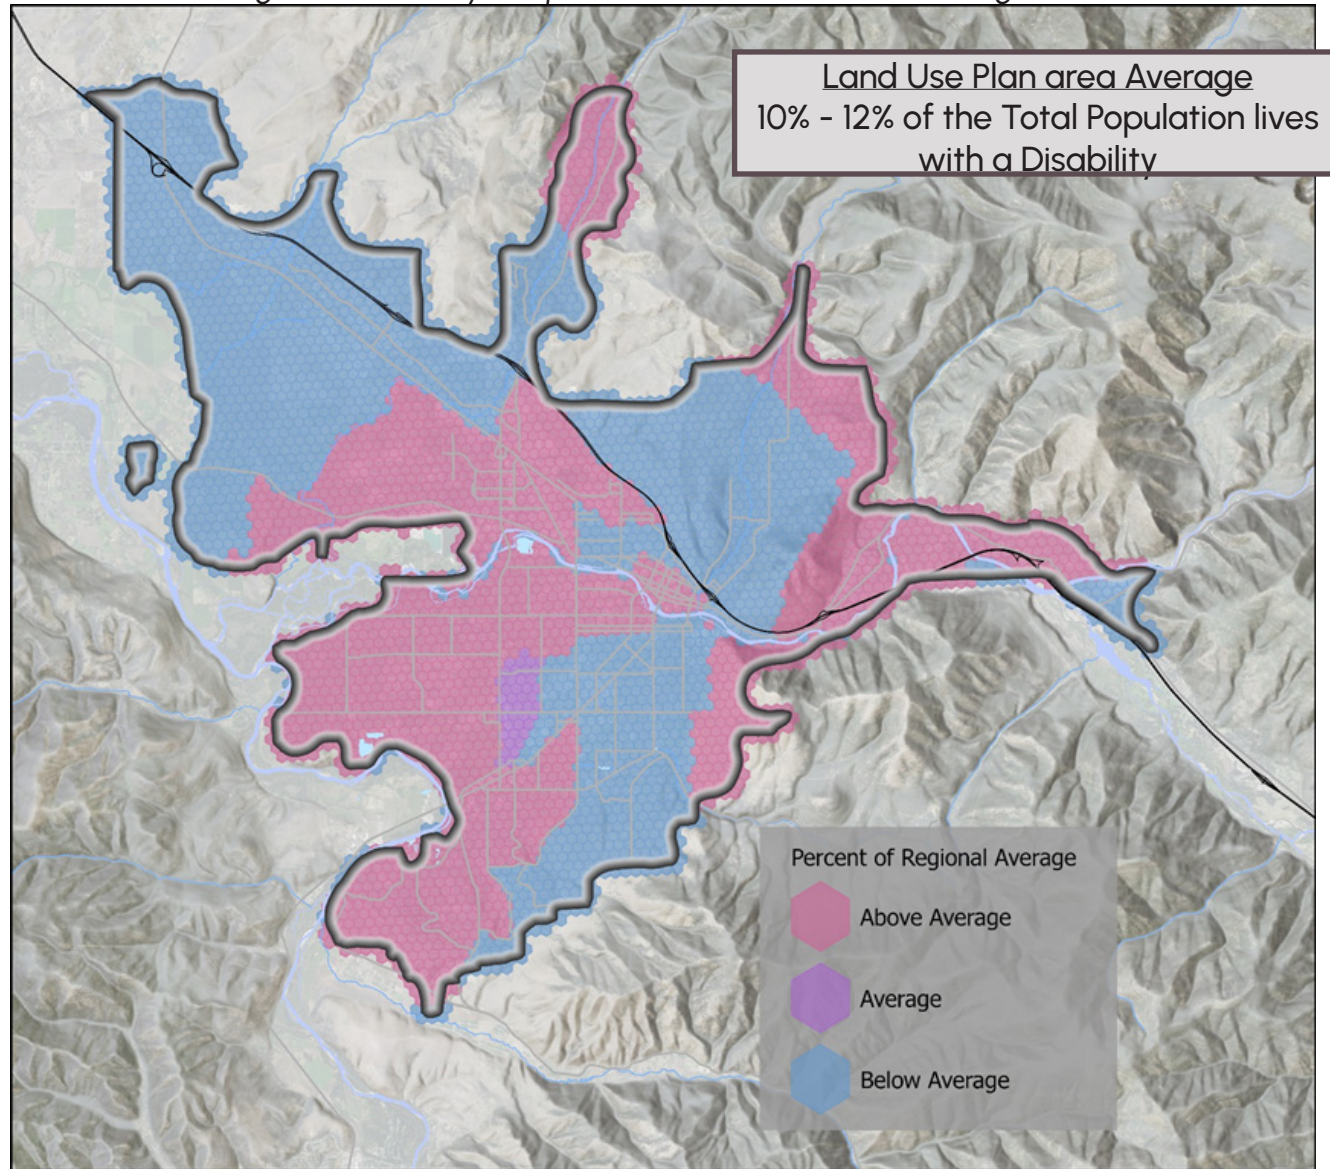 Land Use Plan area Average
10% - 12% of the Total Population lives
with a Disability
Percent of Regional Average
Above Average
Average
Below Average